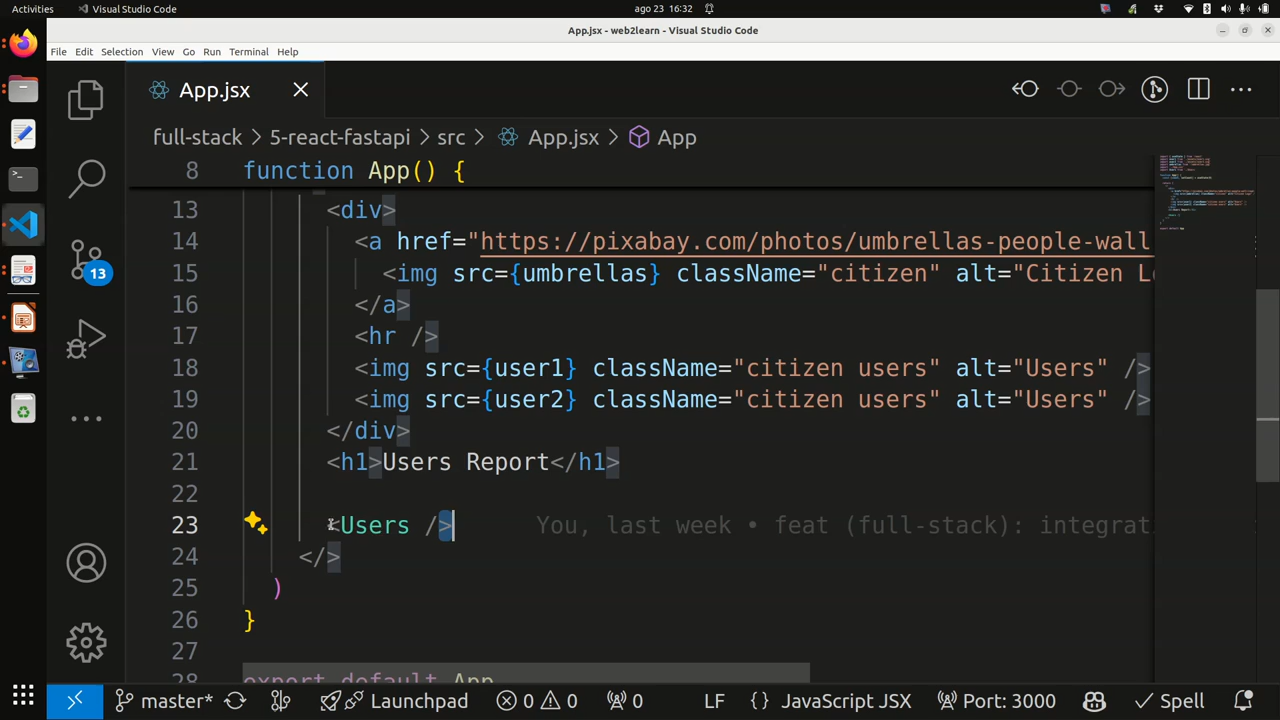 Activities
Visual Studio Code
ago 23 16:32
App.jsx - web2learn - Visual Studio Code
File Edit Selection View Go Run Terminal Help
App.jsx
full-stack > 5-react-fastapi > src > App.jsx > App
8 function App() {
13 <div>
14 <a href="https://pixabay.com/photos/umbrellas-people-wall
15 <img src={umbrellas} className="citizen" alt="Citizen
16 </a>
17 <hr />
18 <img src={user1} className="citizen users" alt="Users" />
19 <img src={user2} className="citizen users" alt="Users" />
20 </div>
21 <h1>Users Report</h1>
22
23 <Users /> You, last week • feat (full-stack): integrat
24 </>
25 )
26 }
27
28 export default App
13
master* Launchpad 0 0 0 LF {} JavaScript JSX Port: 3000 Spell